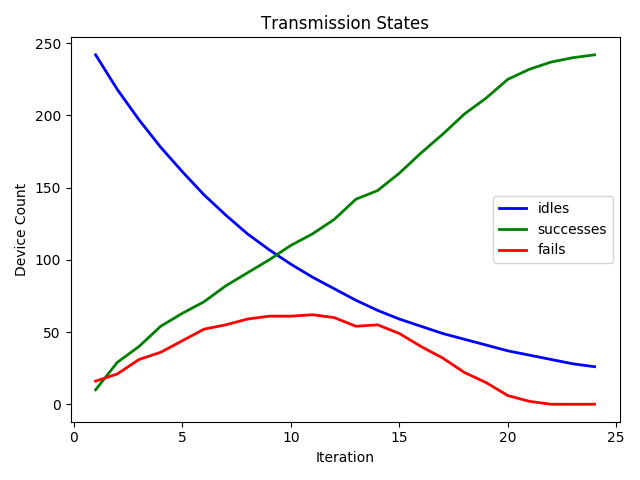 Transmission States
250
200
150
100
50
0
Device Count
idles
successes
fails
0 5 10 15 20 25
Iteration